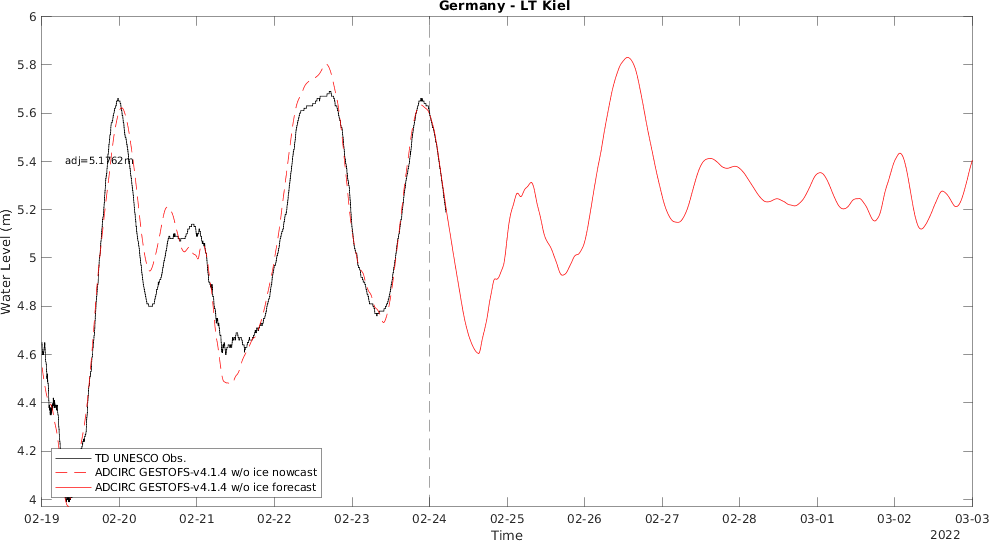 Germany - LT Kiel
6
5.8
5.6
5.4
5.2
5
4.8
4.6
4.4
4.2
4
Water Level (m)
adj=5.1762m
TD UNESCO Obs.
ADCIRC GESTOFS-v4.1.4 w/o ice nowcast
ADCIRC GESTOFS-v4.1.4 w/o ice forecast
02-19 02-20 02-21 02-22 02-23 02-24 02-25 02-26 02-27 02-28 03-01 03-02 03-03
Time
2022